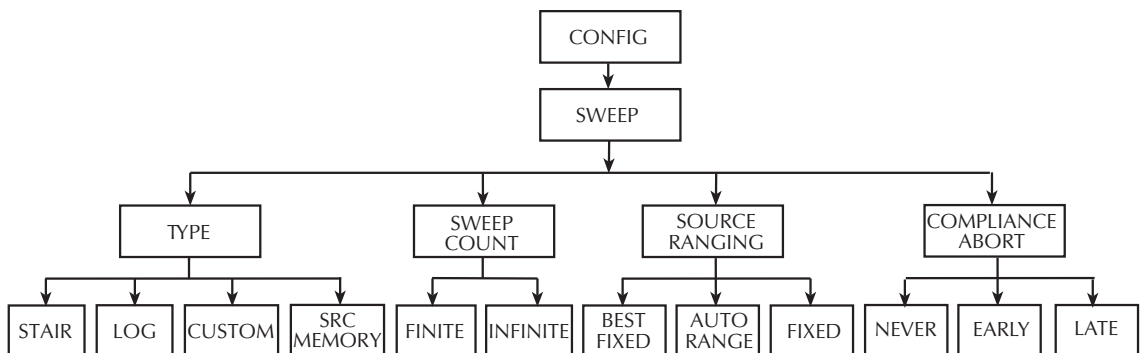 CONFIG
SWEEP
TYPE
SWEEP
COUNT
SOURCE
RANGING
COMPLIANCE
ABORT
STAIR
LOG
CUSTOM
SRC
MEMORY
FINITE
INFINITE
BEST
FIXED
AUTO
RANGE
FIXED
NEVER
EARLY
LATE